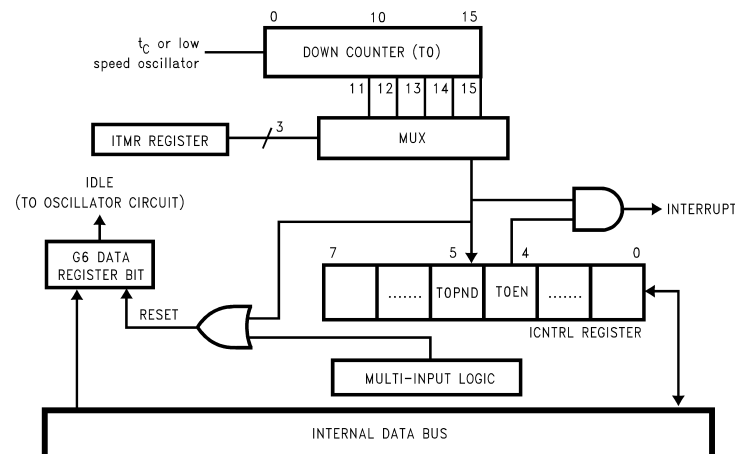 0 10 15
t_C or low
speed oscillator
DOWN COUNTER (T0)
11 12 13 14 15
ITMR REGISTER
3
MUX
IDLE
(TO OSCILLATOR CIRCUIT)
INTERRUPT
G6 DATA
REGISTER BIT
7 5 4 0
....... T0PND T0EN .......
RESET
ICNTRL REGISTER
MULTI-INPUT LOGIC
INTERNAL DATA BUS